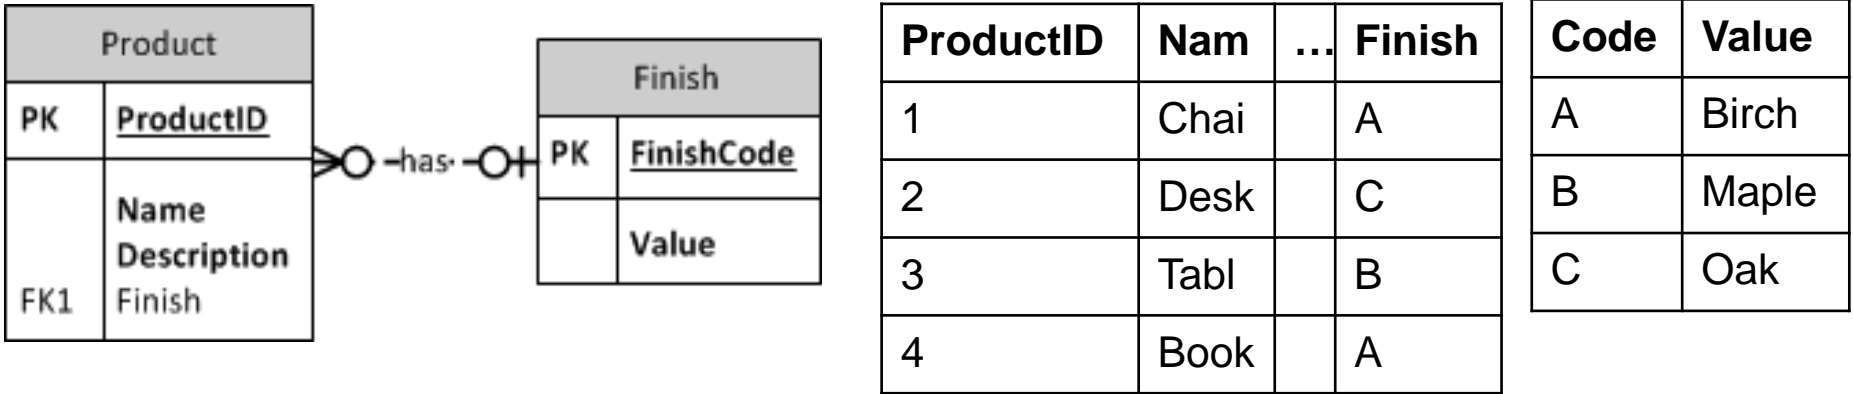 Product
PK ProductID
Name
Description
FK1 Finish
has
Finish
PK FinishCode
Value
ProductID Nam ... Finish
1 Chai A
2 Desk C
3 Tabl B
4 Book A
Code Value
A Birch
B Maple
C Oak